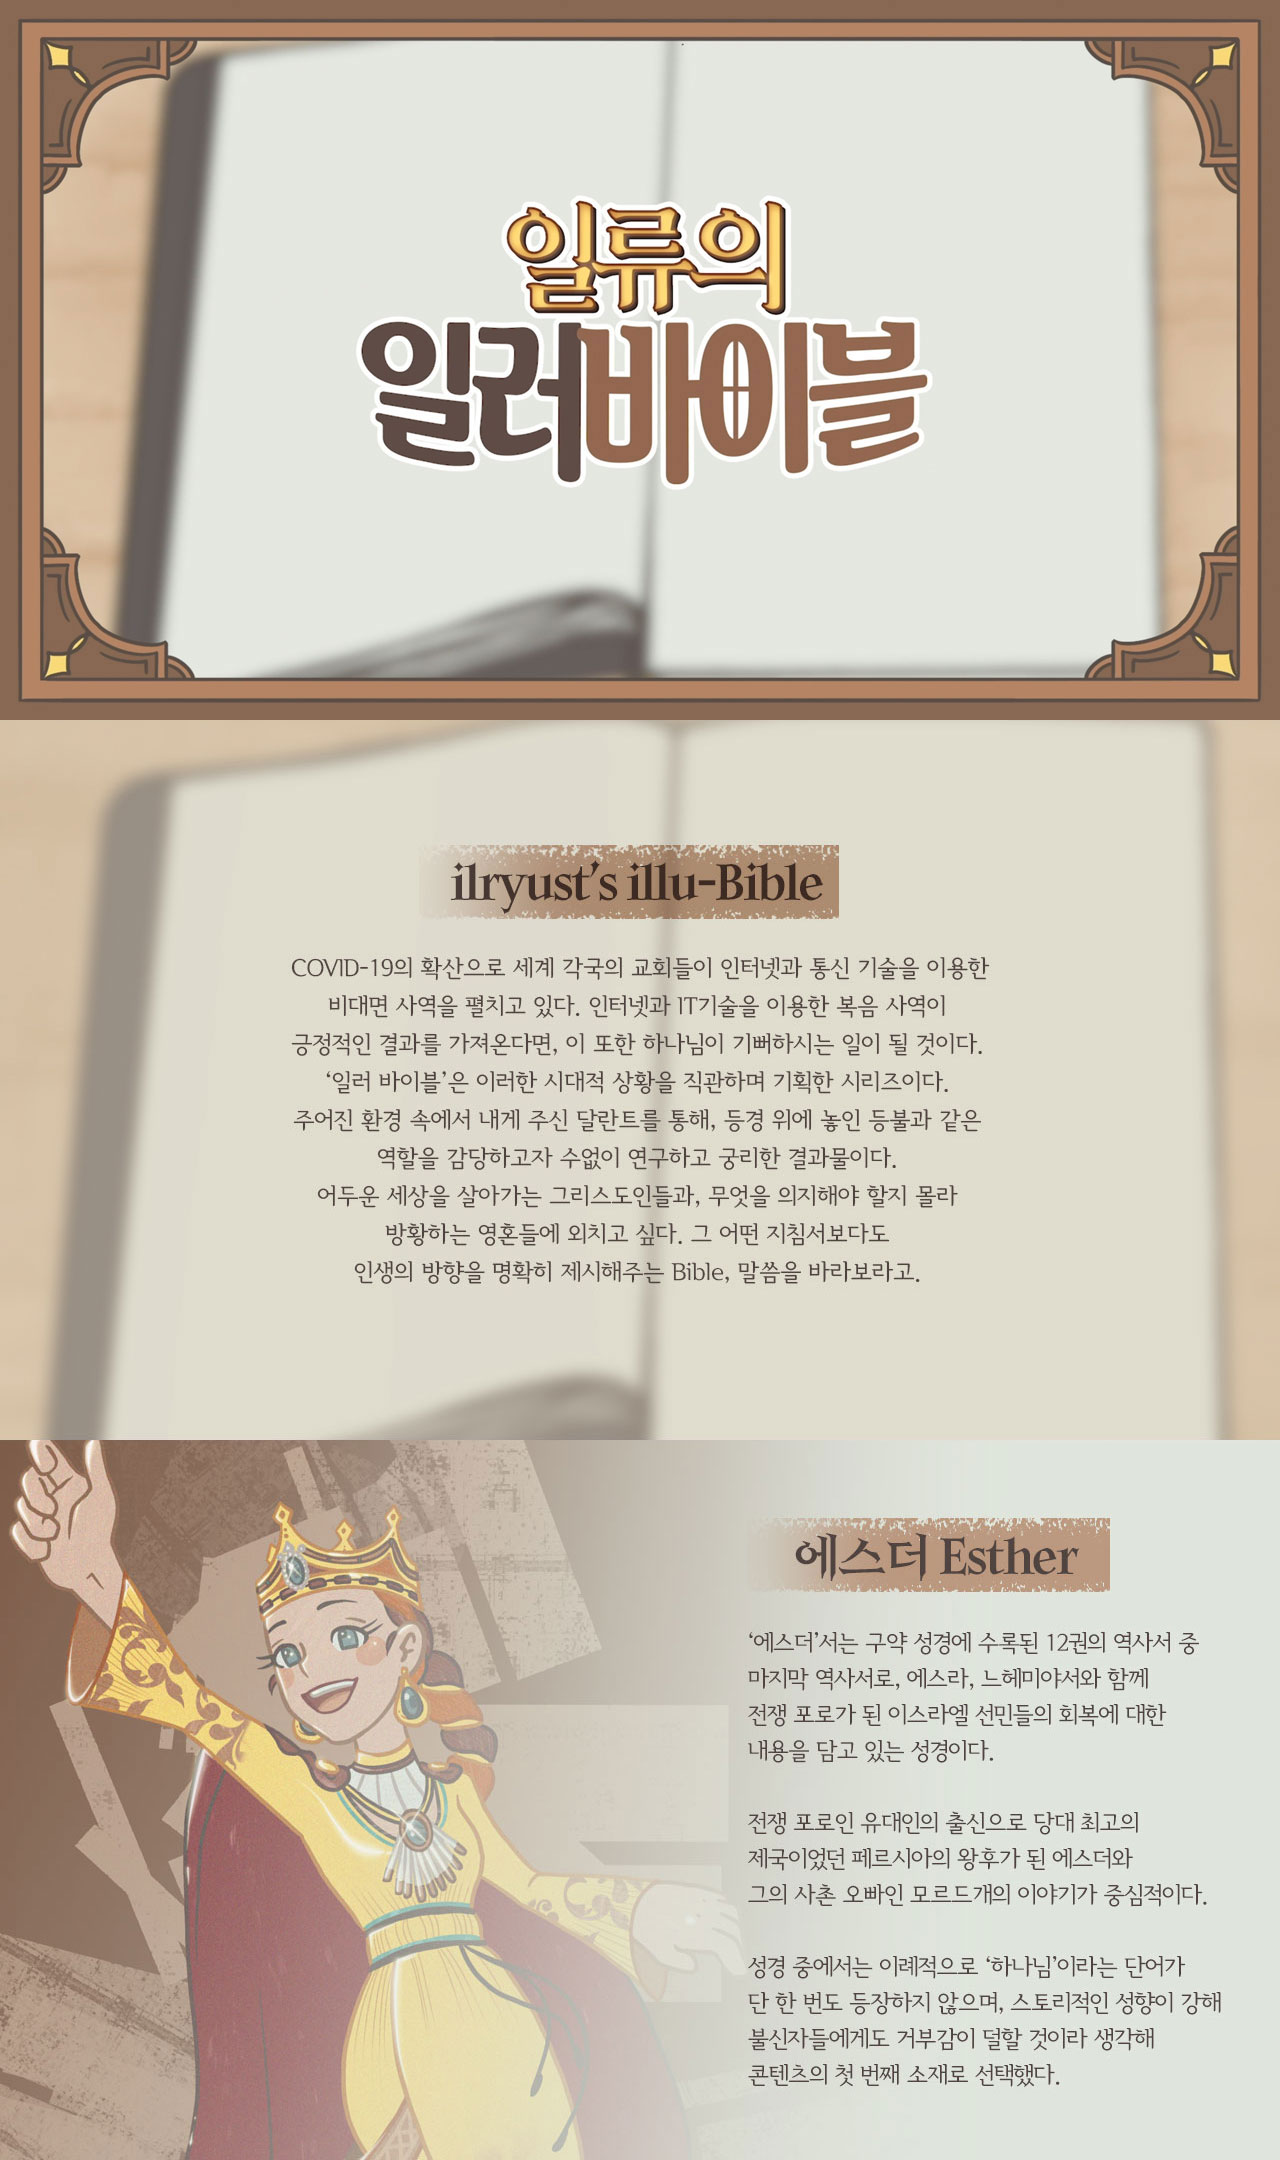 일류의
일러바이블
ilryust's illu-Bible
COVID-19의 확산으로 세계 각국의 교회들이 인터넷과 통신 기술을 이용한
비대면 사역을 펼치고 있다. 인터넷과 IT기술을 이용한 복음 사역이
긍정적인 결과를 가져온다면, 이 또한 하나님이 기뻐하시는 일이 될 것이다.
‘일러 바이블’은 이러한 시대적 상황을 직관하며 기획한 시리즈이다.
주어진 환경 속에서 내게 주신 달란트를 통해, 등경 위에 놓인 등불과 같은
역할을 감당하고자 수없이 연구하고 궁리한 결과물이다.
어두운 세상을 살아가는 그리스도인들과, 무엇을 의지해야 할지 몰라
방황하는 영혼들에 외치고 싶다. 그 어떤 지침서보다도
인생의 방향을 명확히 제시해주는 Bible, 말씀을 바라보라고.
에스더 Esther
‘에스더’서는 구약 성경에 수록된 12권의 역사서 중
마지막 역사서로, 에스라, 느헤미야서와 함께
전쟁 포로가 된 이스라엘 선민들의 회복에 대한
내용을 담고 있는 성경이다.
전쟁 포로인 유대인의 출신으로 당대 최고의
제국이었던 페르시아의 왕후가 된 에스더와
그의 사촌 오빠인 모르드개의 이야기가 중심적이다.
성경 중에서는 이례적으로 ‘하나님’이라는 단어가
단 한 번도 등장하지 않으며, 스토리적인 성향이 강해
불신자들에게도 거부감이 덜할 것이라 생각해
콘텐츠의 첫 번째 소재로 선택했다.